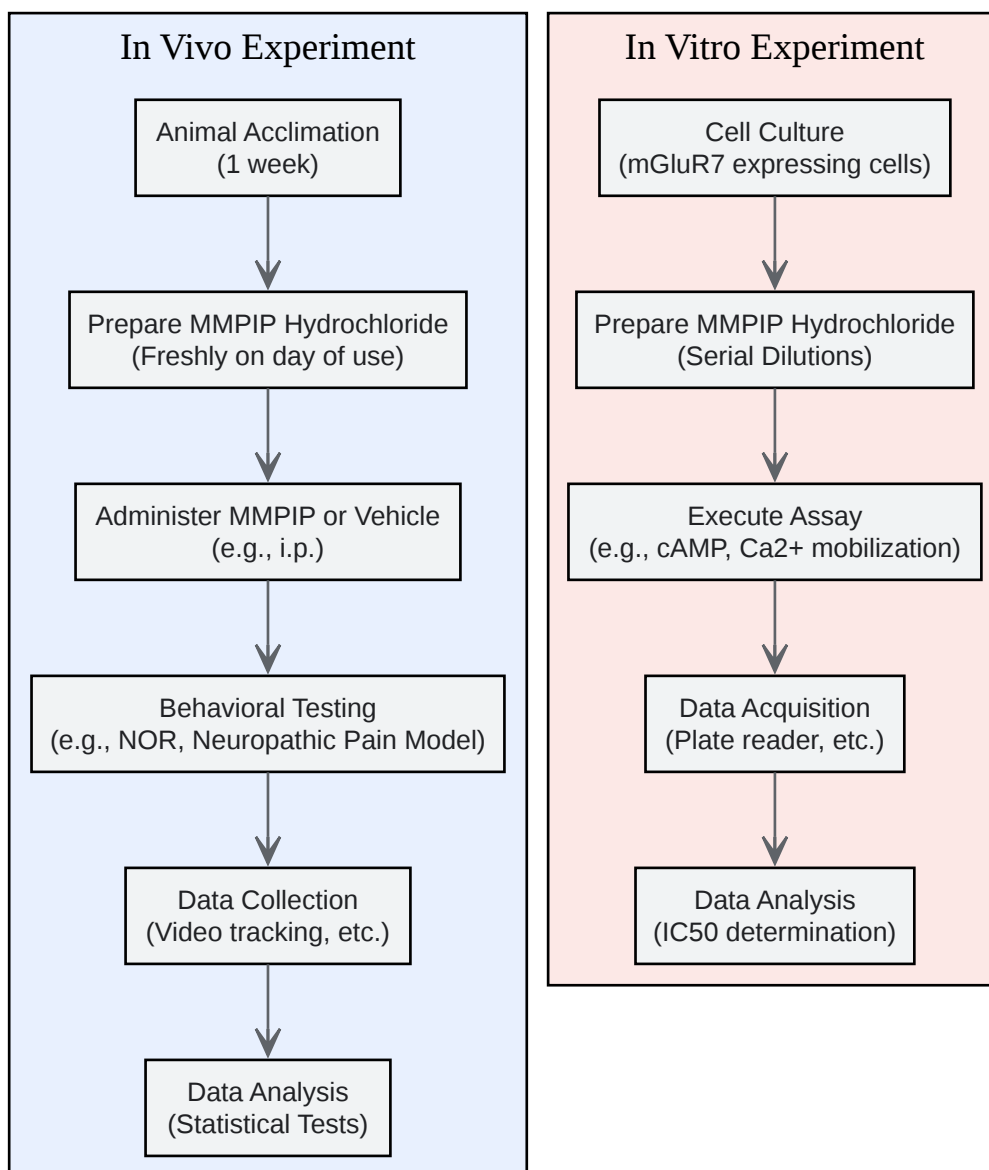 In Vivo Experiment
Animal Acclimation
(1 week)
Prepare MMPIP Hydrochloride
(Freshly on day of use)
Administer MMPIP or Vehicle
(e.g., i.p.)
Behavioral Testing
(e.g., NOR, Neuropathic Pain Model)
Data Collection
(Video tracking, etc.)
Data Analysis
(Statistical Tests)
In Vitro Experiment
Cell Culture
(mGluR7 expressing cells)
Prepare MMPIP Hydrochloride
(Serial Dilutions)
Execute Assay
(e.g., cAMP, Ca2+ mobilization)
Data Acquisition
(Plate reader, etc.)
Data Analysis
(IC50 determination)